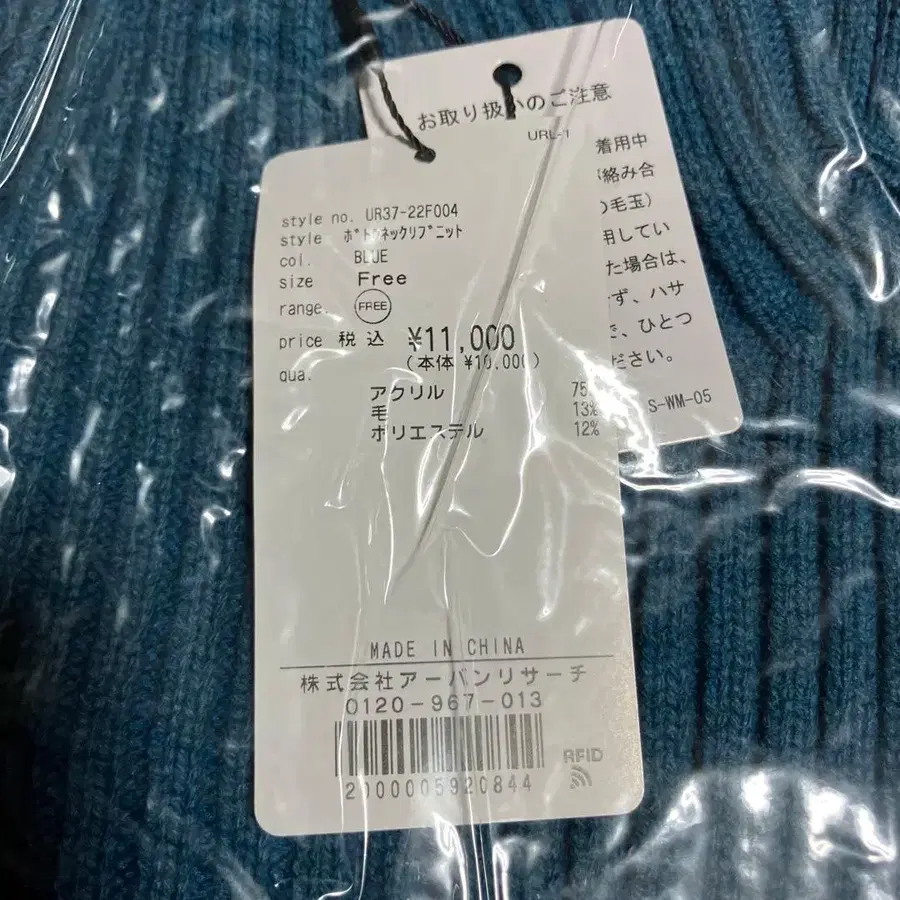 お取り扱いのご注意
URL-1
着用中
絡み合
毛玉)
用してい
た場合は、
ず、ハサ
で、ひとつ
ださい。
S-WM-05
style no. UR37-22F004
style ﾎﾞﾄﾙﾈｯｸﾘﾌﾞﾆｯﾄ
col. BLUE
size Free
range. FREE
price 税込 ¥11,000
(本体 ¥10,000)
qua.
アクリル 75
毛 13%
ポリエステル 12%
MADE IN CHINA
株式会社アーバンリサーチ
0120-967-013
2000005920844
RFID